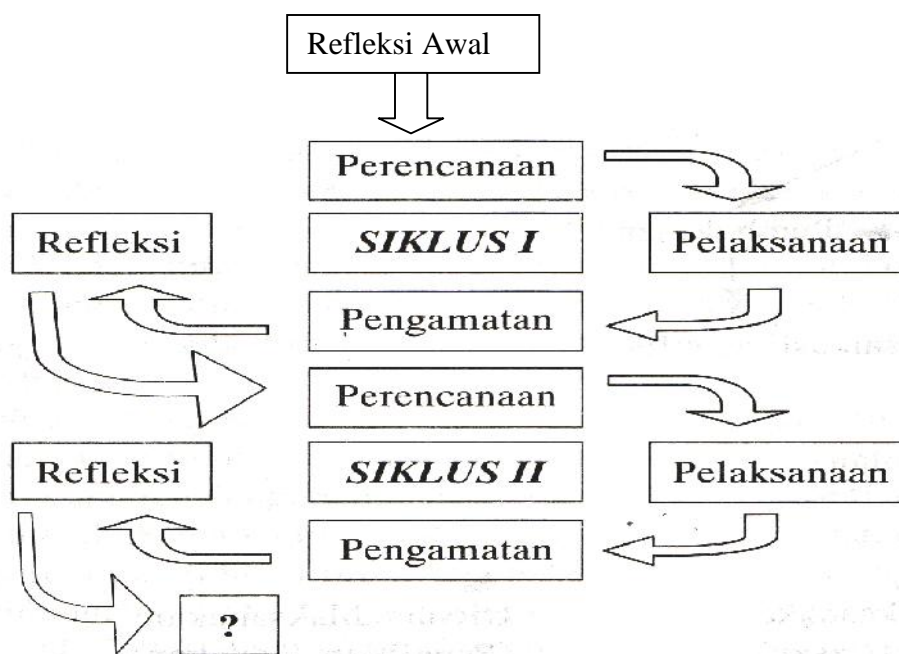 Refleksi Awal
Perencanaan
Refleksi
SIKLUS I
Pelaksanaan
Pengamatan
Perencanaan
Refleksi
SIKLUS II
Pelaksanaan
Pengamatan
?